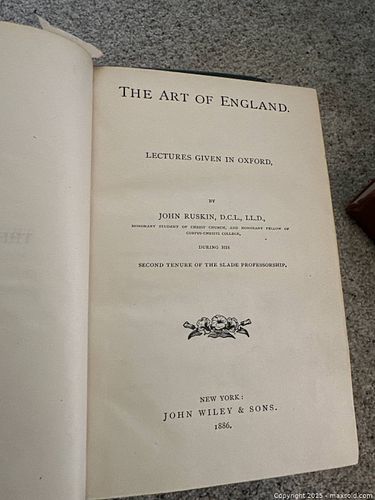 THE ART OF ENGLAND.
LECTURES GIVEN IN OXFORD,
BY
JOHN RUSKIN, D.C.L., LL.D.,
HONORARY STUDENT OF CHRIST CHURCH, AND HONORARY FELLOW OF
CORPUS-CHRISTI COLLEGE,
DURING HIS
SECOND TENURE OF THE SLADE PROFESSORSHIP.
NEW YORK:
JOHN WILEY & SONS.
1886.
Copyright 2025 - maxsold.com